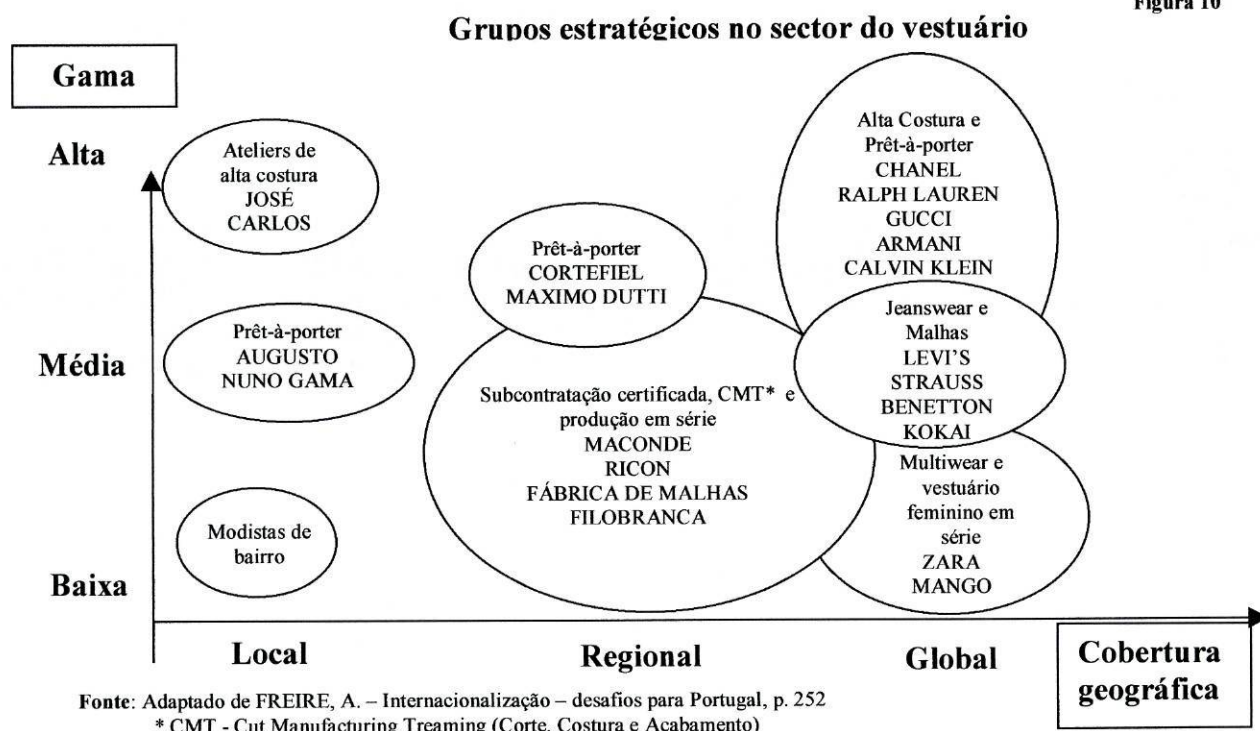 Figura 10
Grupos estratégicos no sector do vestuário
Gama
Alta
Média
Baixa
Ateliers de
alta costura
JOSÉ
CARLOS
Prêt-à-porter
AUGUSTO
NUNO GAMA
Modistas de
bairro
Prêt-à-porter
CORTEFIEL
MAXIMO DUTTI
Subcontratação certificada, CMT* e
produção em série
MACONDE
RICON
FÁBRICA DE MALHAS
FILOBRANCA
Alta Costura e
Prêt-à-porter
CHANEL
RALPH LAUREN
GUCCI
ARMANI
CALVIN KLEIN
Jeanswear e
Malhas
LEVI'S
STRAUSS
BENETTON
KOKAI
Multiwear e
vestuário
feminino em
série
ZARA
MANGO
Local
Regional
Global
Cobertura
geográfica
Fonte: Adaptado de FREIRE, A. – Internacionalização – desafios para Portugal, p. 252
* CMT - Cut Manufacturing Treaming (Corte, Costura e Acabamento)